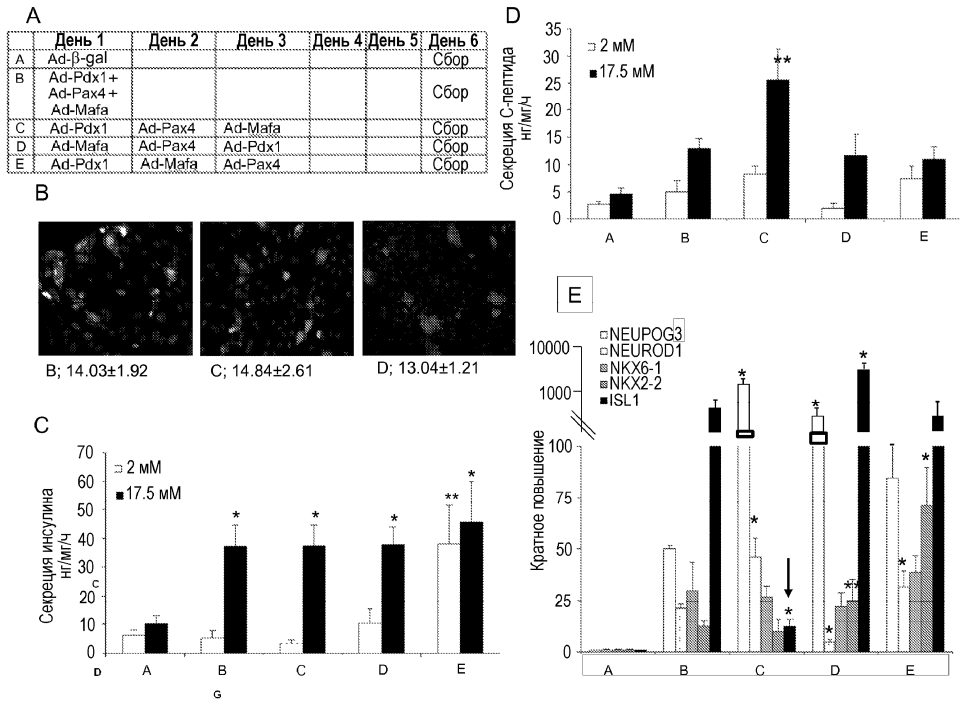 A
День 1 День 2 День 3 День 4 День 5 День 6
A Ad-β-gal Сбор
B Ad-Pdx1+
Ad-Pax4+ Сбор
Ad-Mafa
C Ad-Pdx1 Ad-Pax4 Ad-Mafa Сбор
D Ad-Mafa Ad-Pax4 Ad-Pdx1 Сбор
E Ad-Pdx1 Ad-Mafa Ad-Pax4 Сбор
B
B; 14.03±1.92
C; 14.84±2.61
D; 13.04±1.21
C
Секреция инсулина
нг/мг/ч
C
70
60
50
40
30
20
10
0
2 мМ
17.5 мМ
* * * ** *
D A B C D E
G
D
Секреция С-пептида
нг/мг/ч
35
30
25
20
15
10
5
0
2 мМ
17.5 мМ
**
A B C D E
E
NEUPOG3
NEUROD1
NKX6-1
NKX2-2
ISL1
Кратное повышение
10000
1000
100
75
50
25
0
* * * * * * ** * *
A B C D E